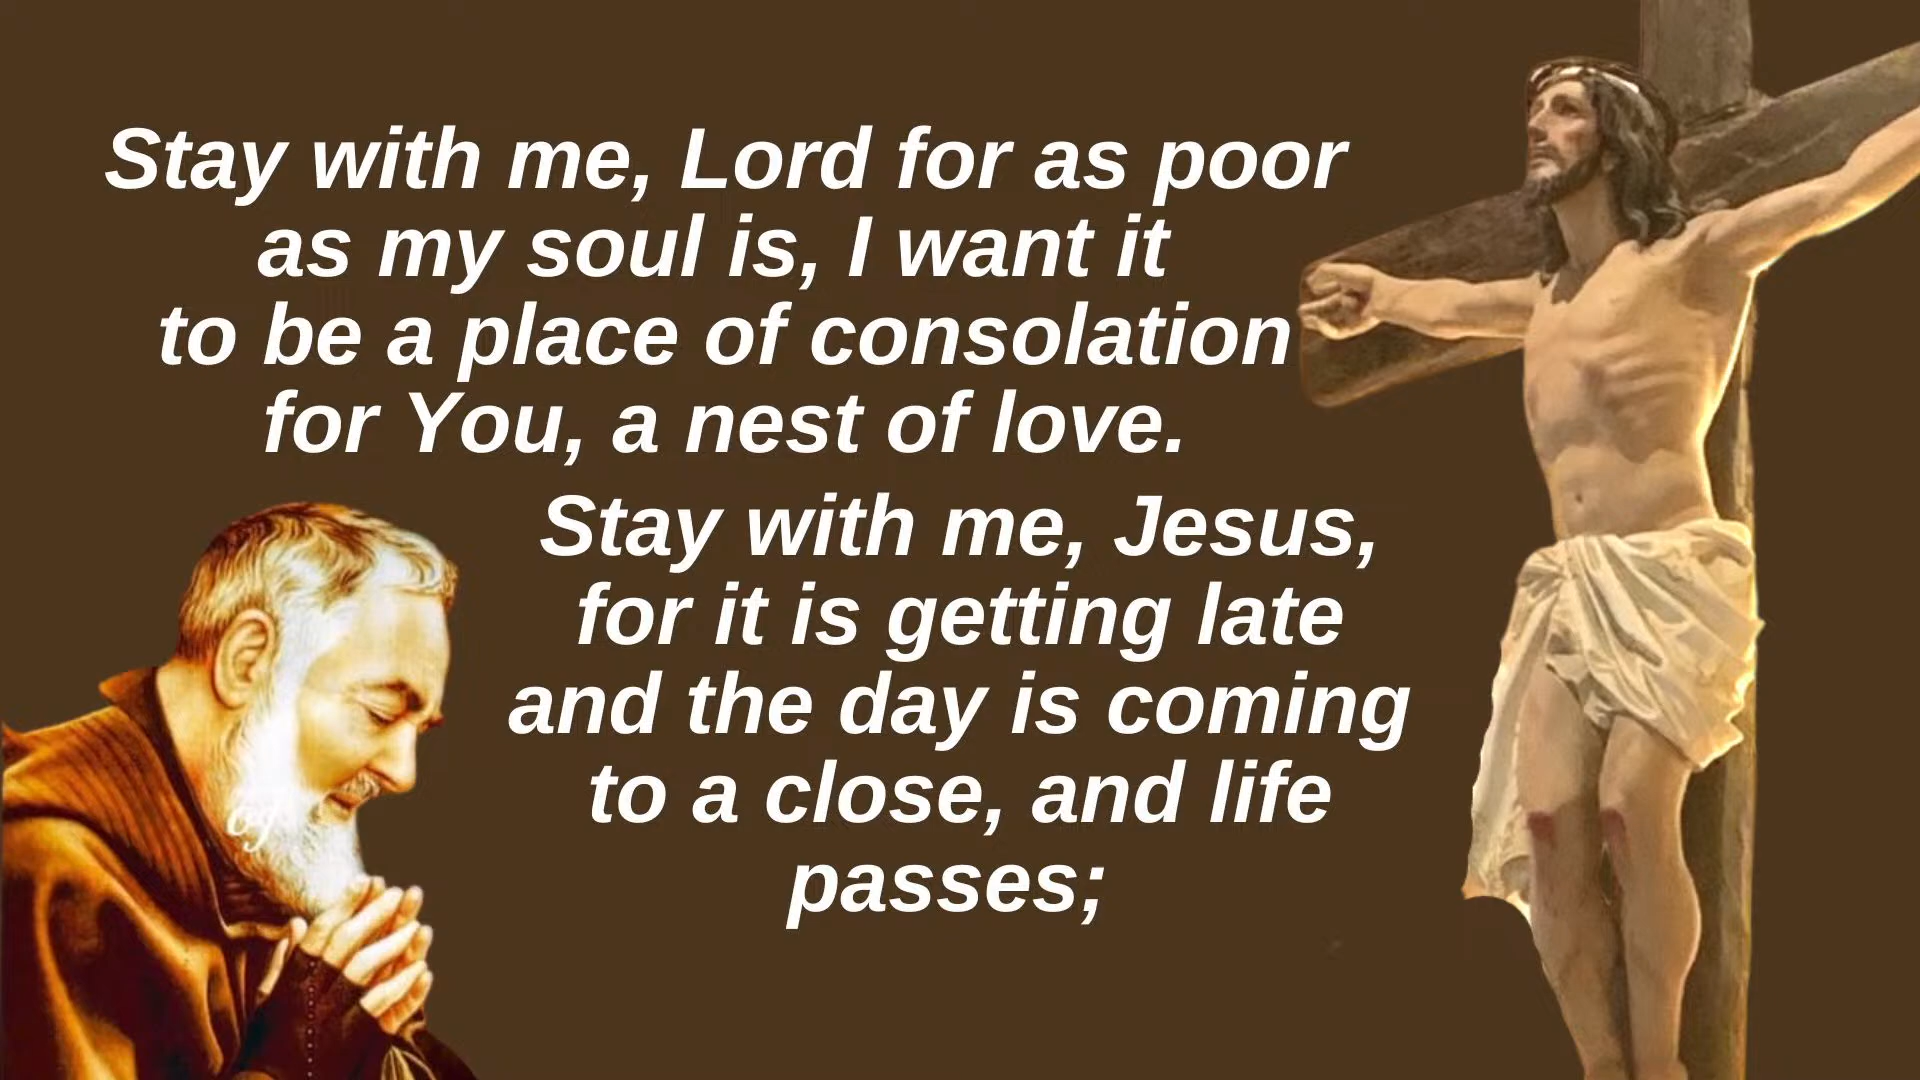 Stay with me, Lord for as poor
as my soul is, I want it
to be a place of consolation
for You, a nest of love.
Stay with me, Jesus,
for it is getting late
and the day is coming
to a close, and life
passes;
of